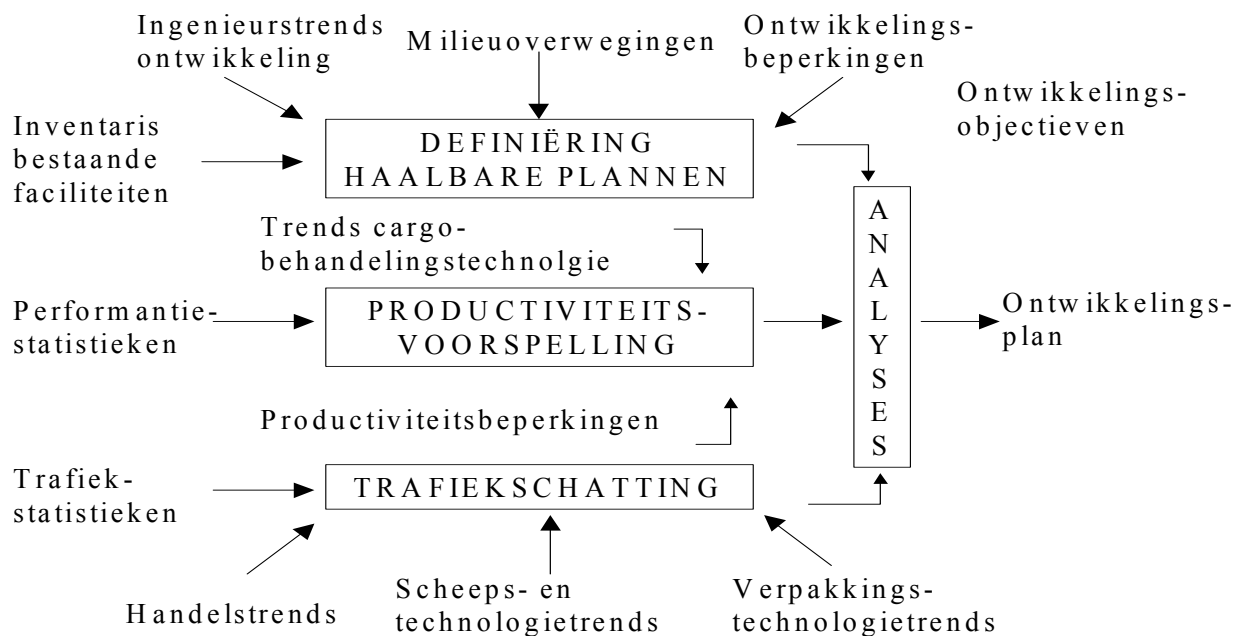 Ingenieurstrends
ontwikkeling
Milieuoverwegingen
Ontwikkelings-
beperkingen
Ontwikkelings-
objectieven
Inventaris
bestaande
faciliteiten
DEFINIËRING
HAALBARE PLANNEN
Trends cargo-
behandelingstechnolgie
Performantie-
statistieken
PRODUCTIVITEITS-
VOORSPELLING
ANALYSES
Ontwikkelings-
plan
Productiviteitsbeperkingen
Trafiek-
statistieken
TRAFIEKSCHATTING
Handelstrends
Scheeps- en
technologietrends
Verpakkings-
technologietrends